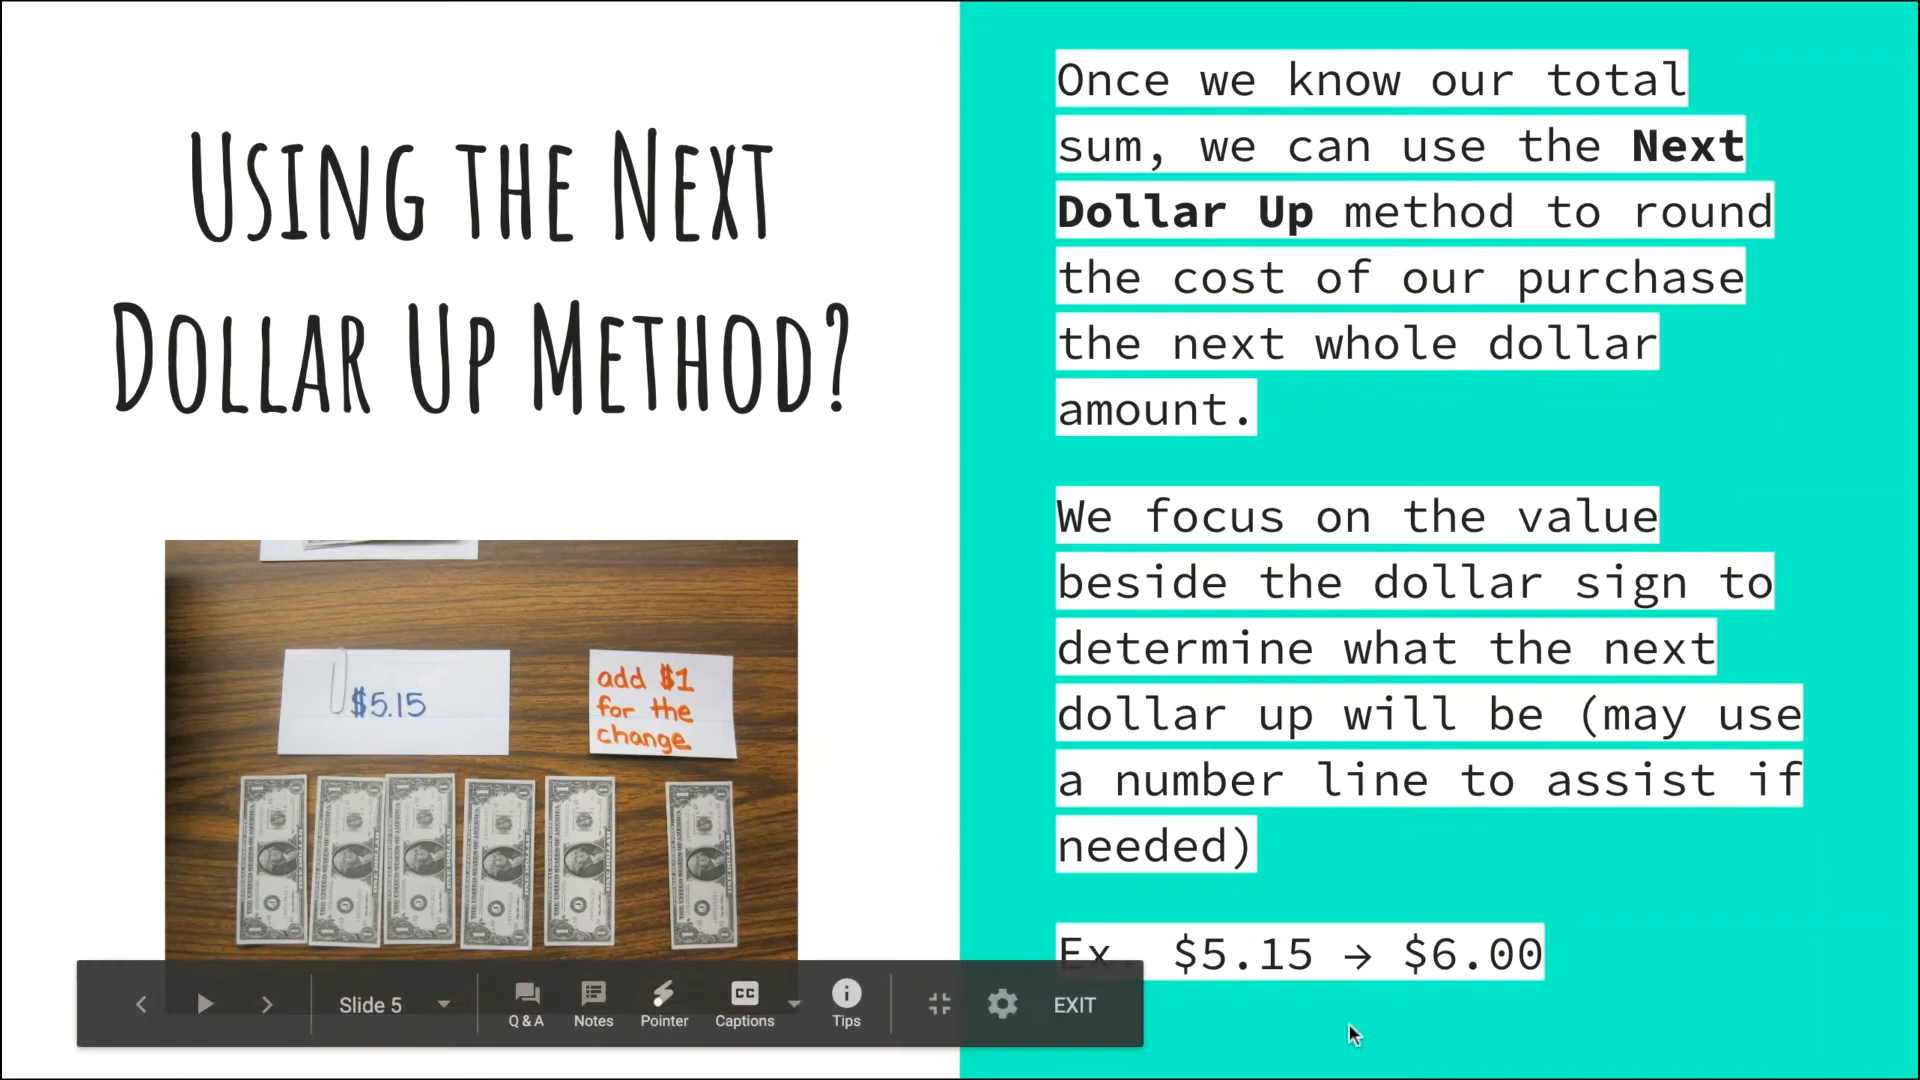 Using the Next
Dollar Up Method?
$5.15
add $1
for the
change
Once we know our total
sum, we can use the Next
Dollar Up method to round
the cost of our purchase
the next whole dollar
amount.
We focus on the value
beside the dollar sign to
determine what the next
dollar up will be (may use
a number line to assist if
needed)
Ex. $5.15 → $6.00
Slide 5
Q & A
Notes
Pointer
CC
Captions
Tips
EXIT